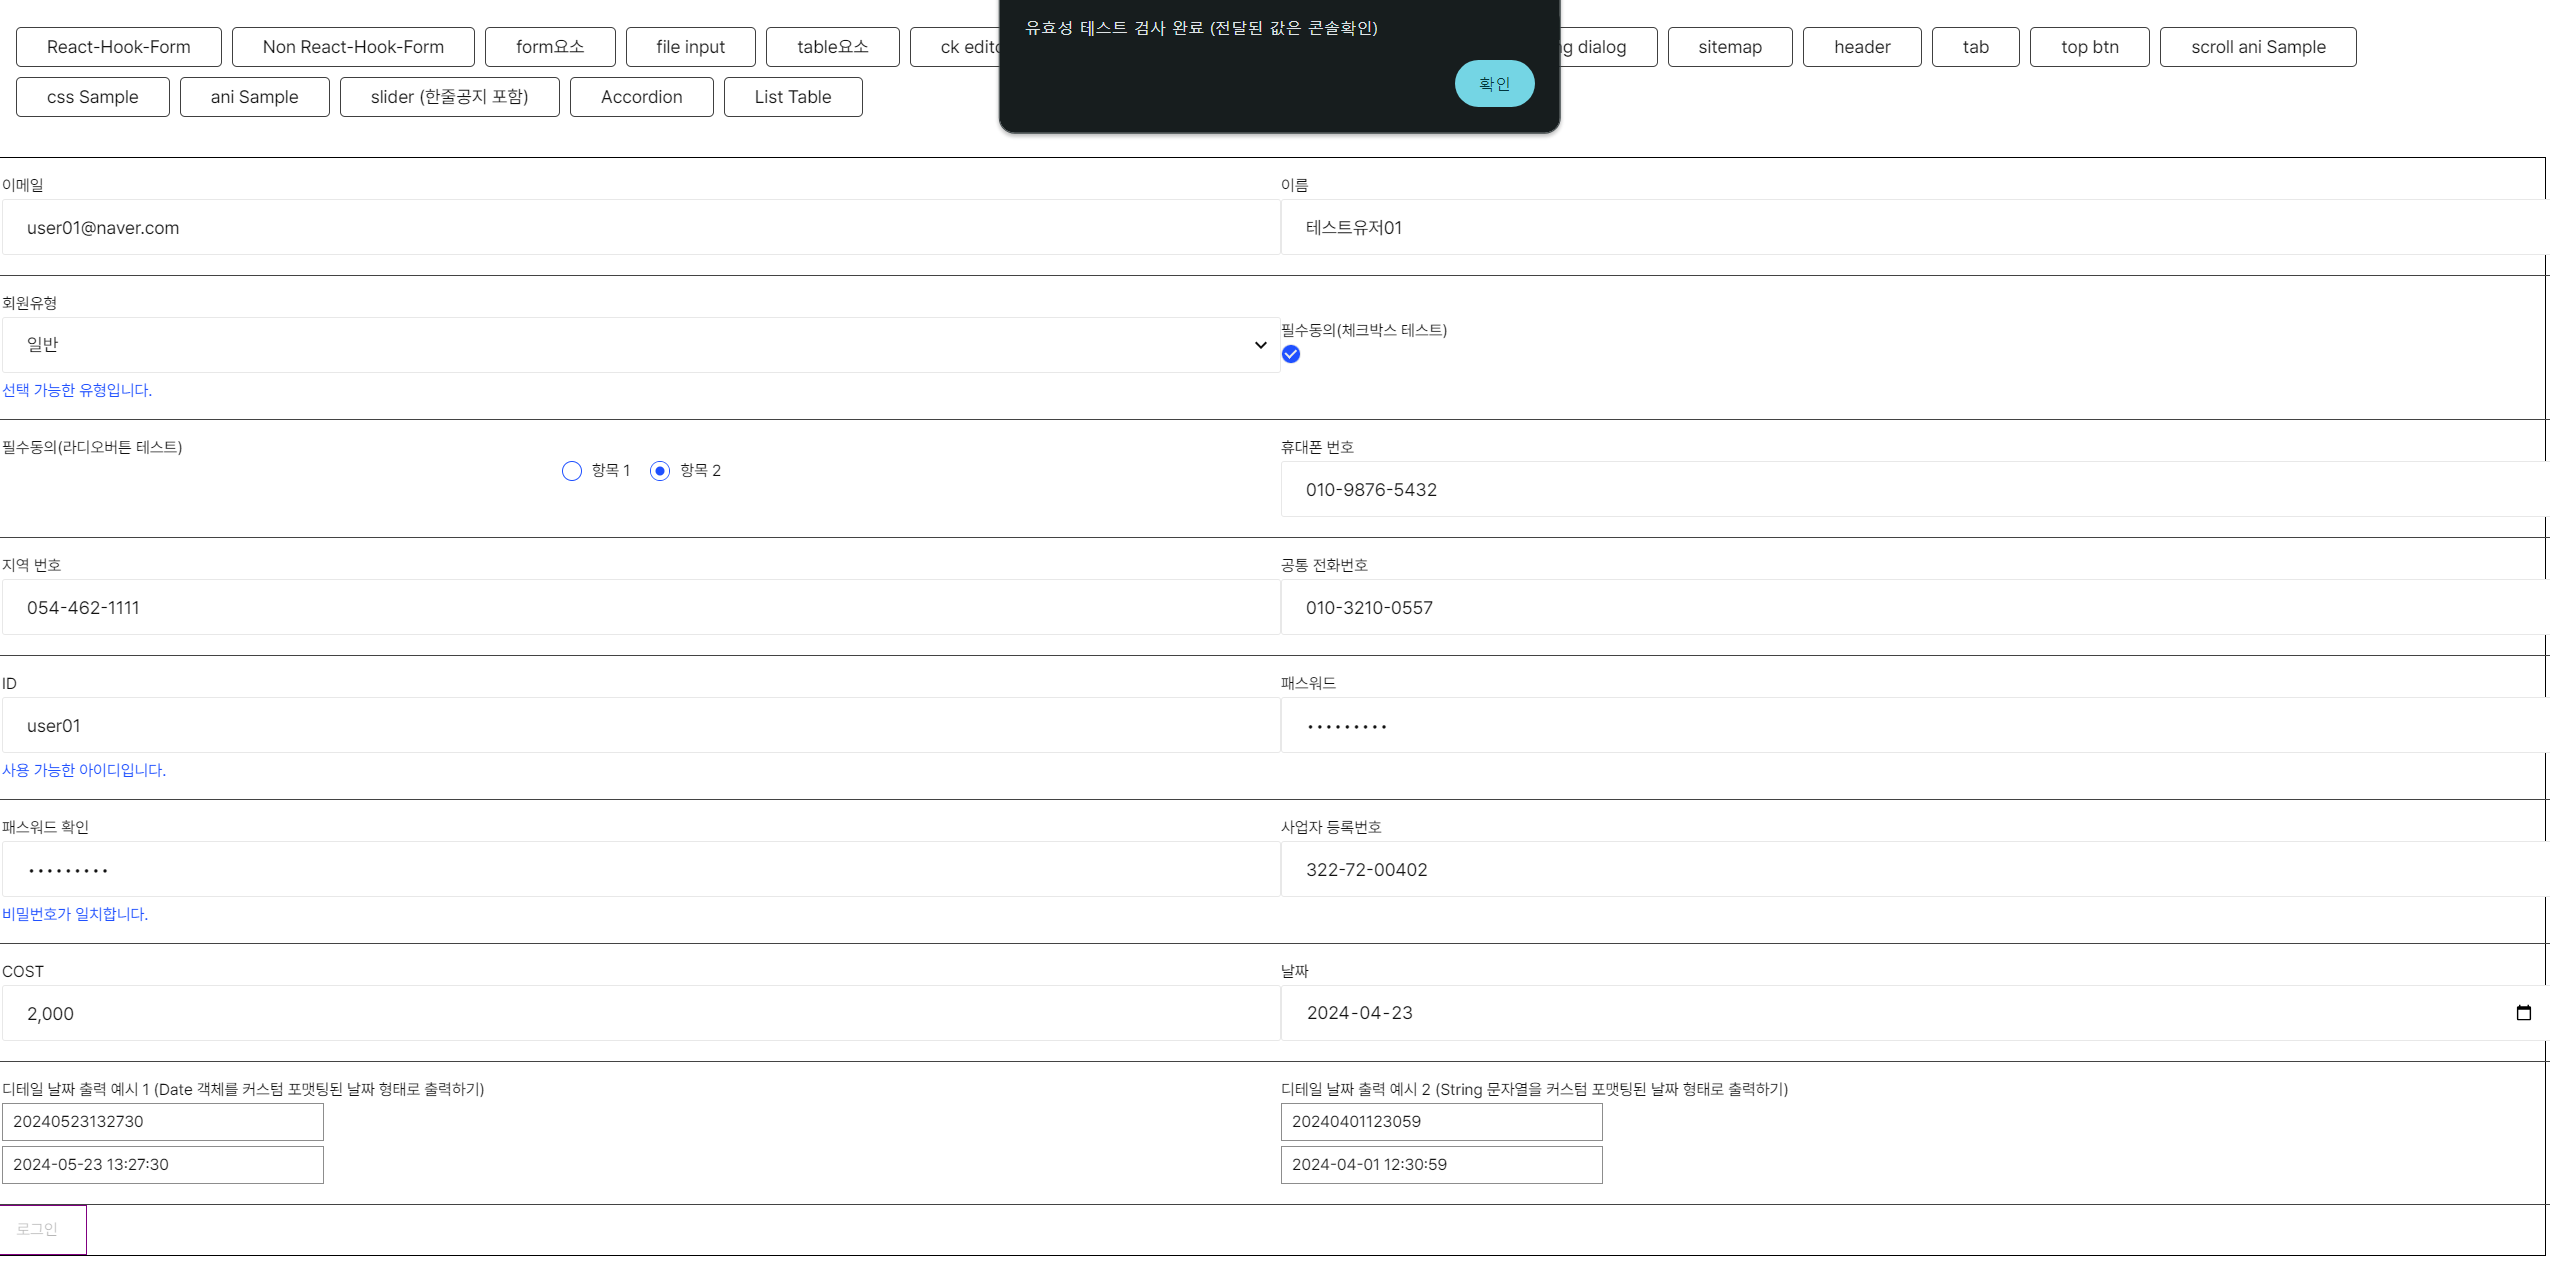 유효성 테스트 검사 완료 (전달된 값은 콘솔확인)
확인
React-Hook-Form Non React-Hook-Form form요소 file input table요소 ck dialog sitemap header tab top btn scroll ani Sample
css Sample ani Sample slider (한줄공지 포함) Accordion List Table
이메일 이름
user01@naver.com 테스트유저01
회원유형
일반 필수동의(체크박스 테스트)
선택 가능한 유형입니다.
필수동의(라디오버튼 테스트) 휴대폰 번호
항목 1 항목 2
010-9876-5432
지역 번호 공통 전화번호
054-462-1111 010-3210-0557
ID 패스워드
user01 •••••••••
사용 가능한 아이디입니다.
패스워드 확인 사업자 등록번호
••••••••• 322-72-00402
비밀번호가 일치합니다.
COST 날짜
2,000 2024-04-23
디테일 날짜 출력 예시 1 (Date 객체를 커스텀 포맷팅된 날짜 형태로 출력하기) 디테일 날짜 출력 예시 2 (String 문자열을 커스텀 포맷팅된 날짜 형태로 출력하기)
20240523132730 20240401123059
2024-05-23 13:27:30 2024-04-01 12:30:59
로그인